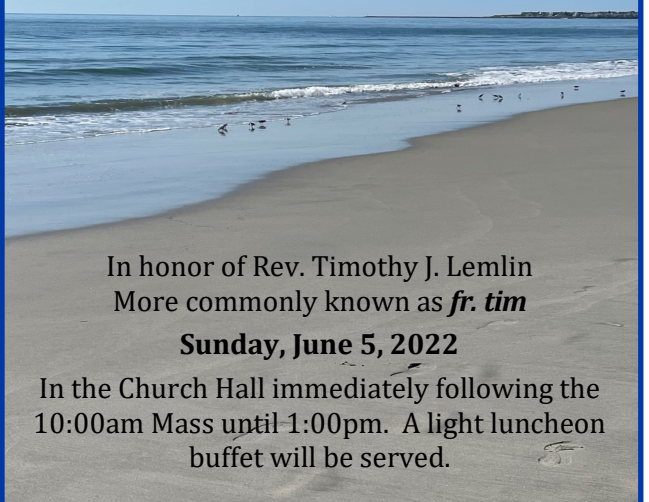 In honor of Rev. Timothy J. Lemlin
More commonly known as fr. tim
Sunday, June 5, 2022
In the Church Hall immediately following the
10:00am Mass until 1:00pm.  A light luncheon
buffet will be served.